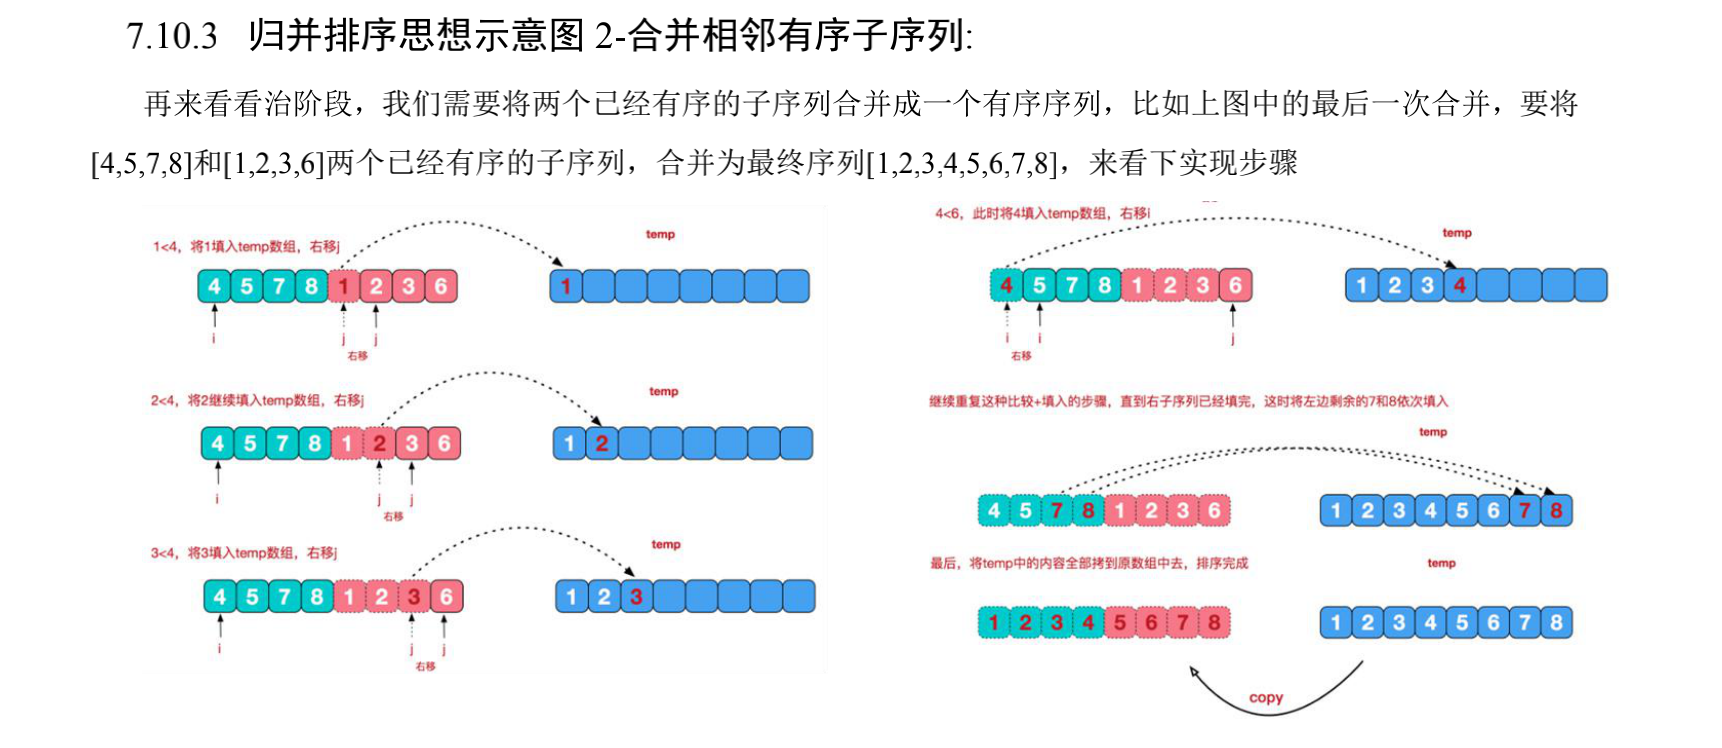 7.10.3 归并排序思想示意图 2-合并相邻有序子序列:
再来看看治阶段，我们需要将两个已经有序的子序列合并成一个有序序列，比如上图中的最后一次合并，要将
[4,5,7,8]和[1,2,3,6]两个已经有序的子序列，合并为最终序列[1,2,3,4,5,6,7,8]，来看下实现步骤
1<4，将1填入temp数组，右移j
temp
4 5 7 8 1 2 3 6
1
i j j
右移
2<4，将2继续填入temp数组，右移j
temp
4 5 7 8 1 2 3 6
1 2
i j j
右移
3<4，将3填入temp数组，右移j
temp
4 5 7 8 1 2 3 6
1 2 3
i j j
右移
4<6，此时将4填入temp数组，右移i
temp
4 5 7 8 1 2 3 6
1 2 3 4
i i j
右移
继续重复这种比较+填入的步骤，直到右子序列已经填完，这时将左边剩余的7和8依次填入
temp
4 5 7 8 1 2 3 6
1 2 3 4 5 6 7 8
最后，将temp中的内容全部拷到原数组中去，排序完成
temp
1 2 3 4 5 6 7 8
1 2 3 4 5 6 7 8
copy